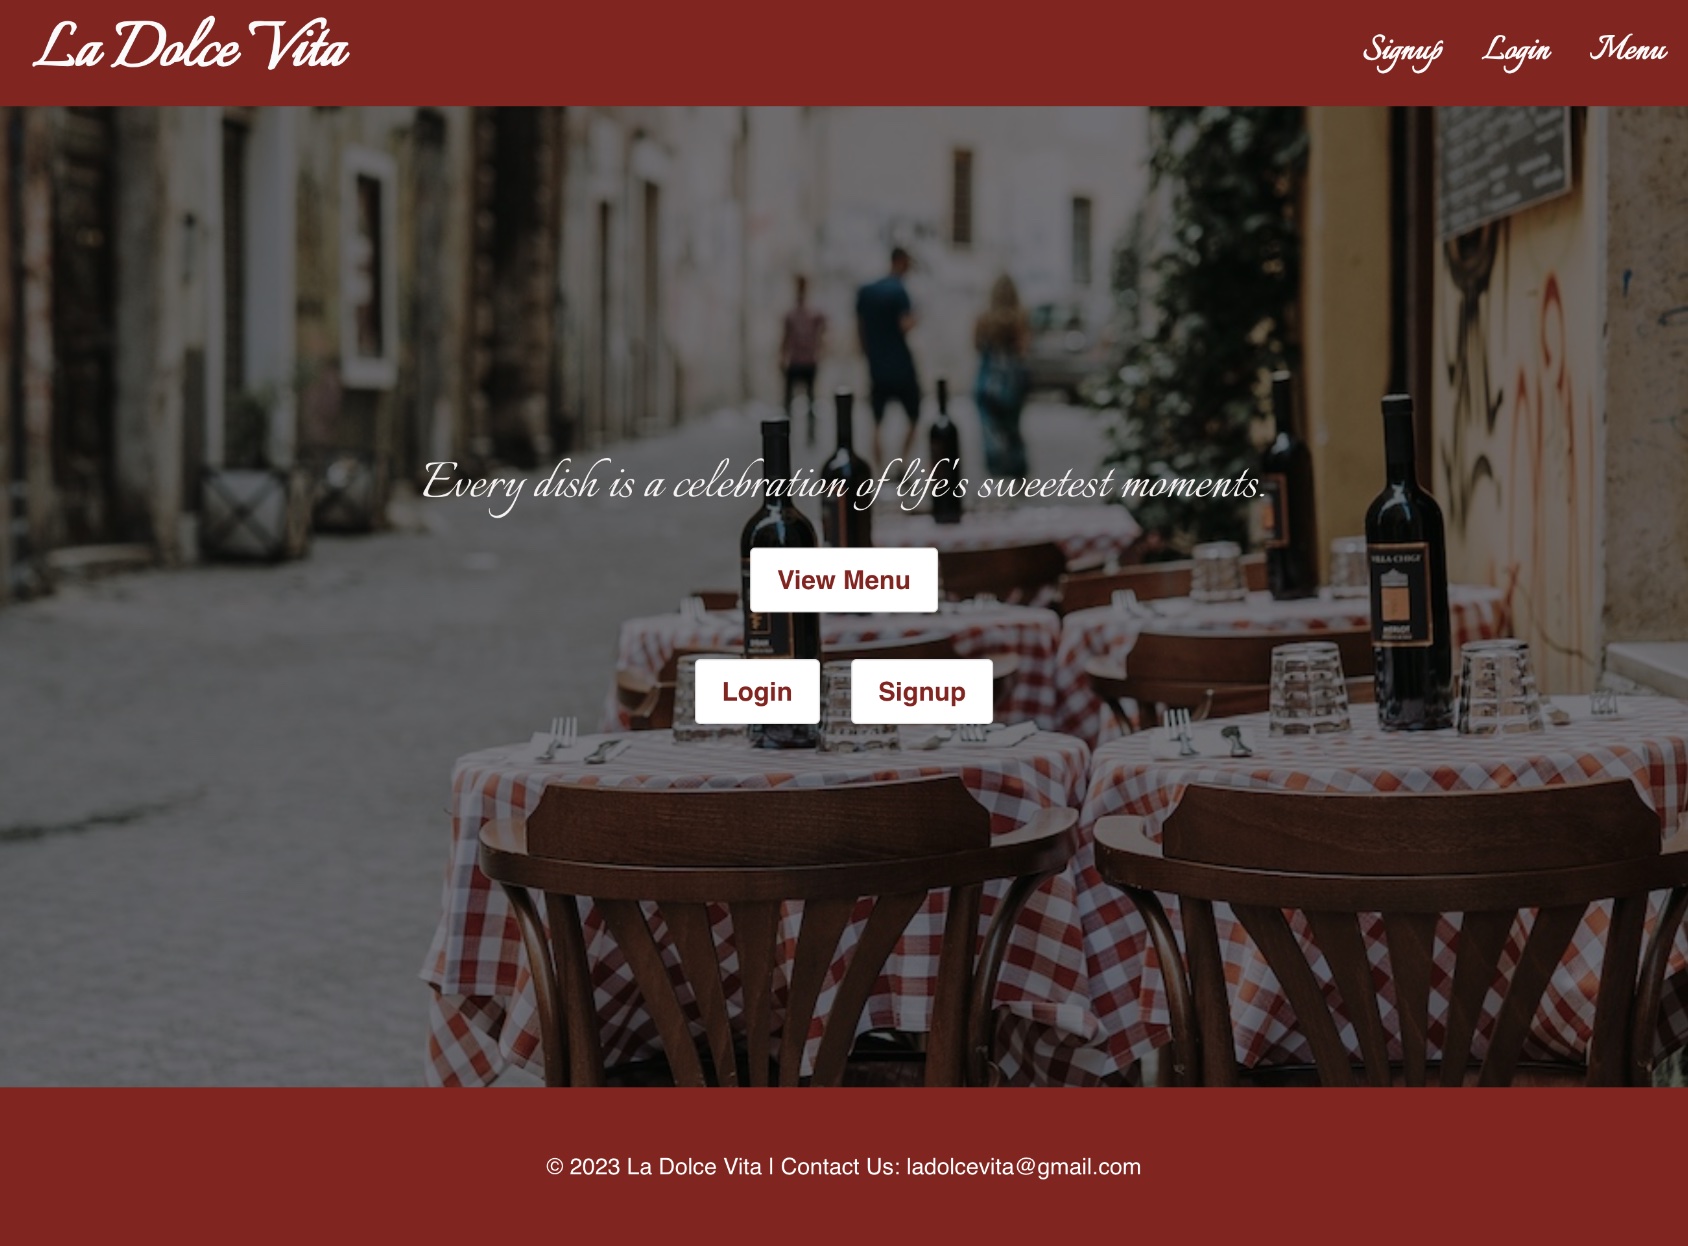 La Dolce Vita
Signup Login Menu
Every dish is a celebration of life's sweetest moments.
View Menu
Login Signup
© 2023 La Dolce Vita | Contact Us: ladolcevita@gmail.com